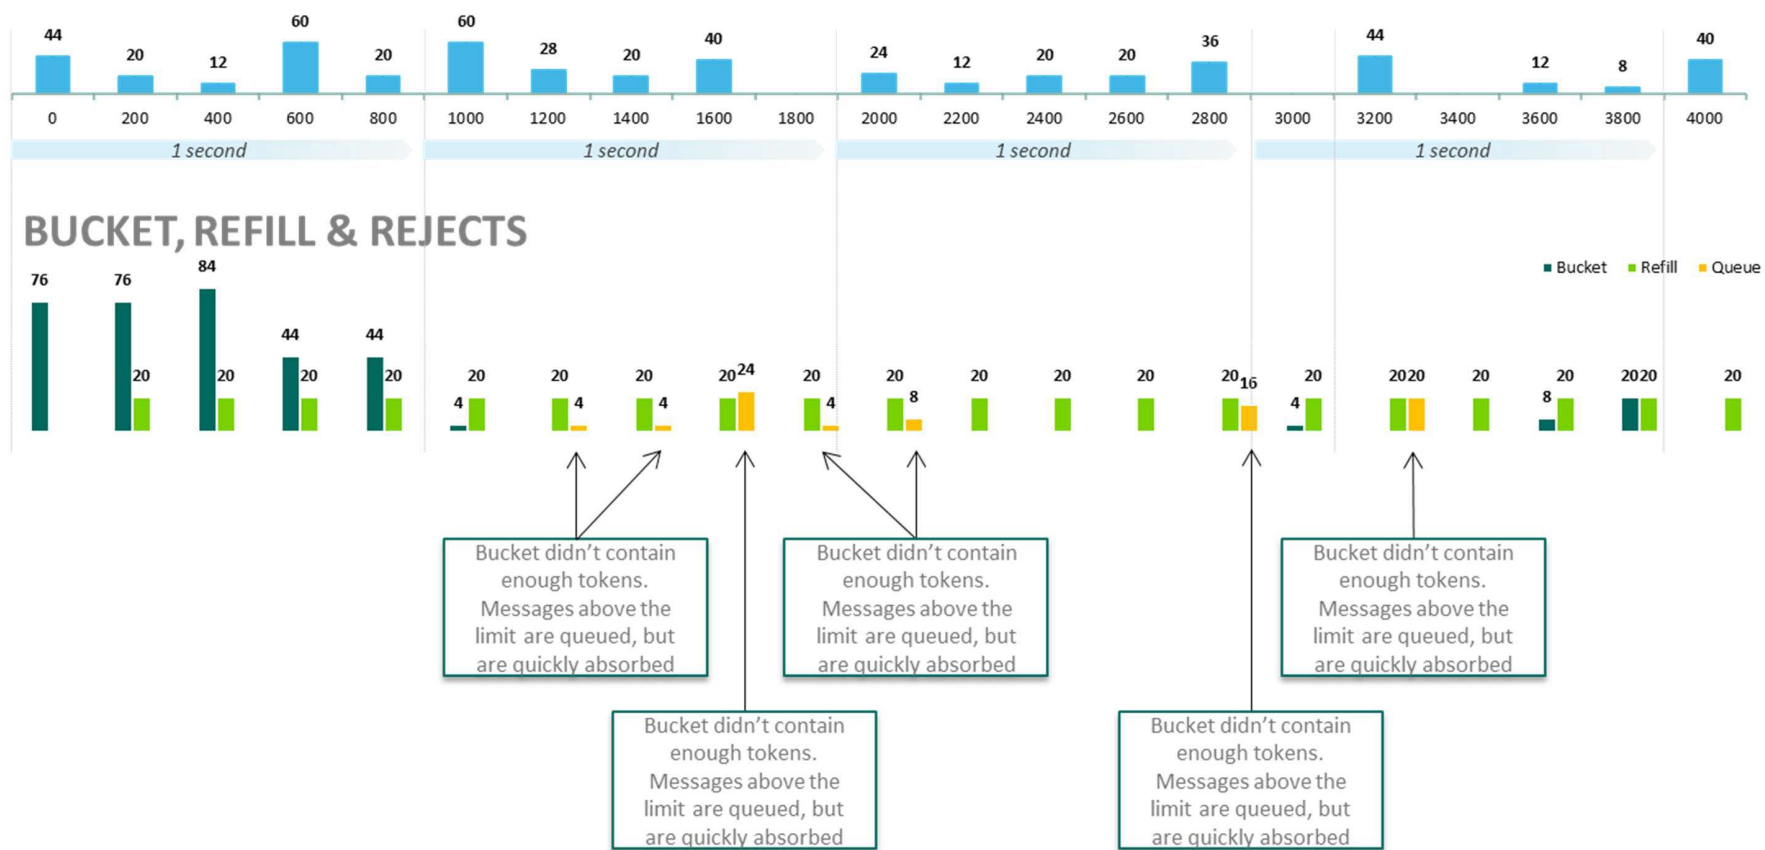 44 20 12 60 20 60 28 20 40 24 12 20 20 36 44 12 8 40
0 200 400 600 800 1000 1200 1400 1600 1800 2000 2200 2400 2600 2800 3000 3200 3400 3600 3800 4000
1 second 1 second 1 second 1 second
BUCKET, REFILL & REJECTS
Bucket Refill Queue
76 76 84 44 44 4 4 8 20
20 20 20 20 20 20 20 20 20 20 20 20 20 20 20 20 20 20 20 20
4 4 24 4 8 16 20
Bucket didn't contain
enough tokens.
Messages above the
limit are queued, but
are quickly absorbed
Bucket didn't contain
enough tokens.
Messages above the
limit are queued, but
are quickly absorbed
Bucket didn't contain
enough tokens.
Messages above the
limit are queued, but
are quickly absorbed
Bucket didn't contain
enough tokens.
Messages above the
limit are queued, but
are quickly absorbed
Bucket didn't contain
enough tokens.
Messages above the
limit are queued, but
are quickly absorbed